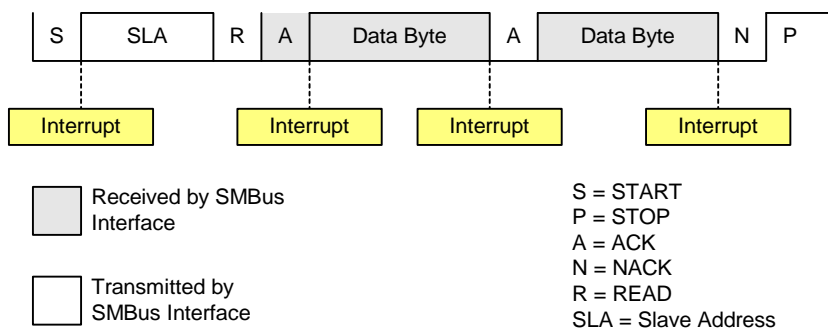 S SLA R A Data Byte A Data Byte N P
Interrupt Interrupt Interrupt Interrupt
Received by SMBus
Interface
Transmitted by
SMBus Interface
S = START
P = STOP
A = ACK
N = NACK
R = READ
SLA = Slave Address